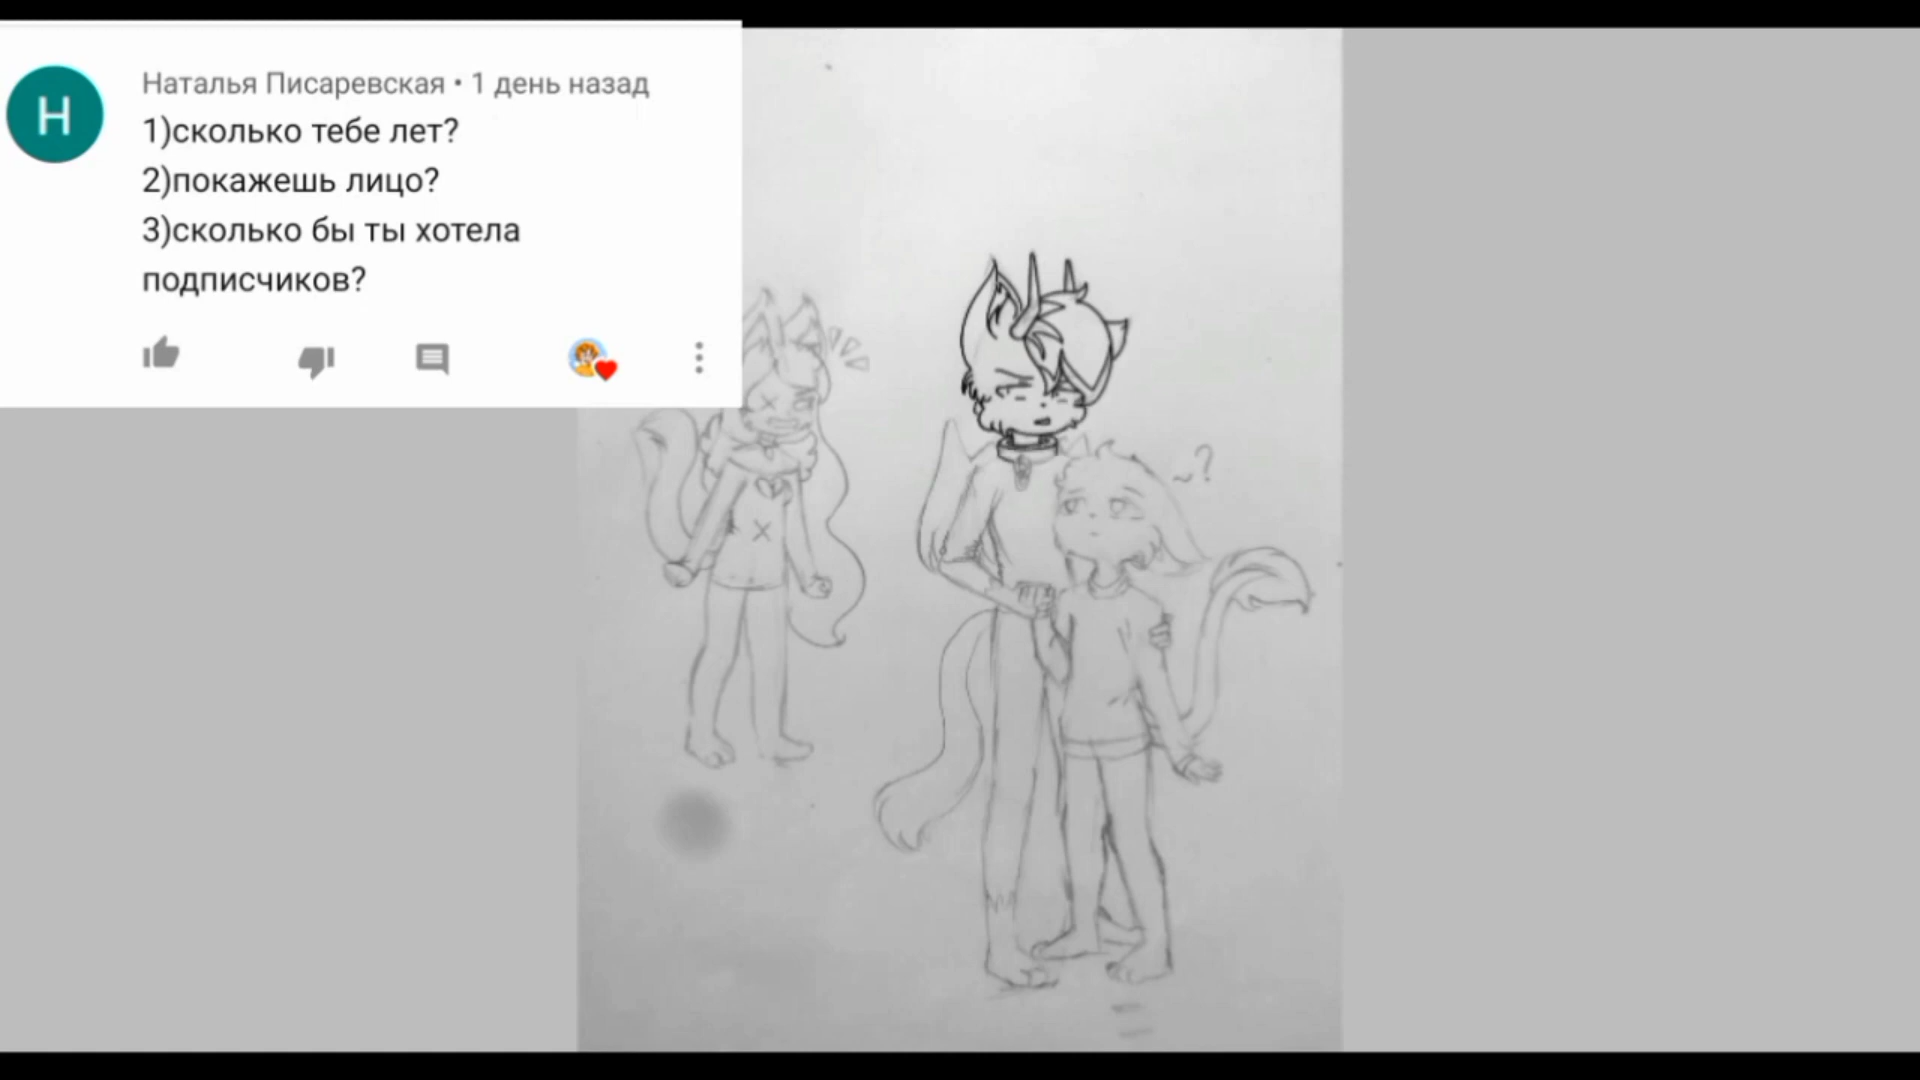 Н
Наталья Писаревская • 1 день назад
1)сколько тебе лет?
2)покажешь лицо?
3)сколько бы ты хотела
подписчиков?
~?